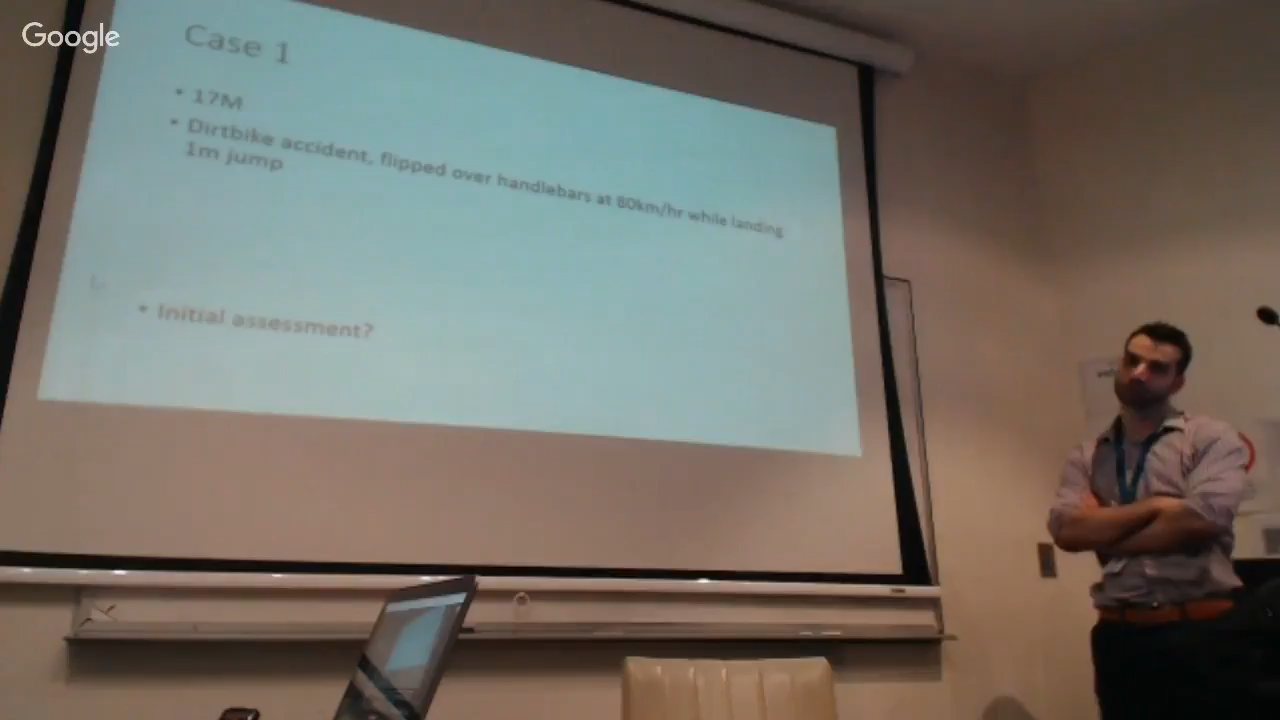 Google
Case 1
• 17M
• Dirtbike accident, flipped over handlebars at 80km/hr while landing
1m jump
• Initial assessment?